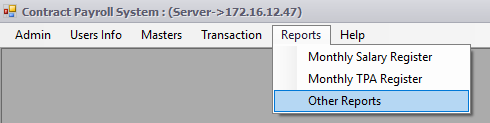 Contract Payroll System : (Server->172.16.12.47)
Admin Users Info Masters Transaction Reports Help
Monthly Salary Register
Monthly TPA Register
Other Reports